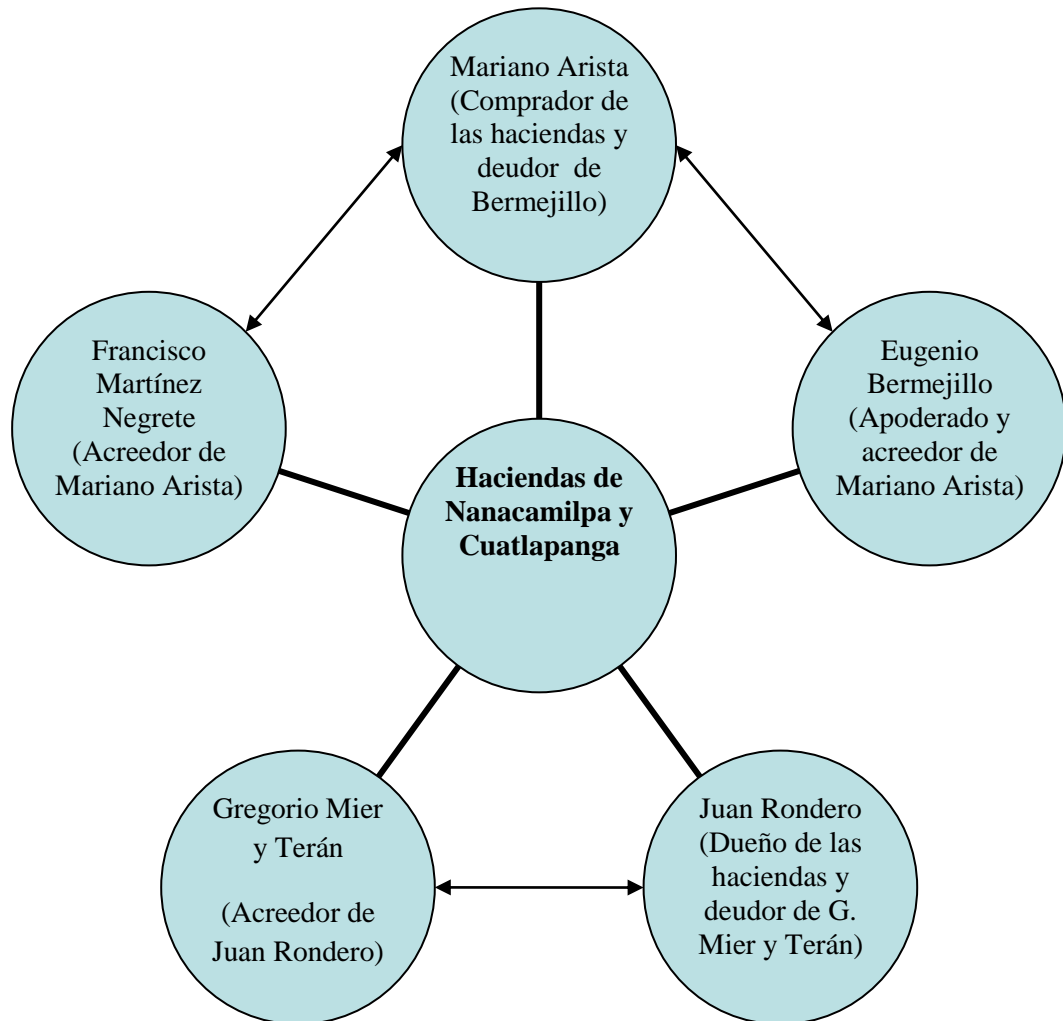 Mariano Arista
(Comprador de
las haciendas y
deudor de
Bermejillo)
Francisco
Martínez
Negrete
(Acreedor de
Mariano Arista)
Eugenio
Bermejillo
(Apoderado y
acreedor de
Mariano Arista)
Haciendas de
Nanacamilpa y
Cuatlapanga
Gregorio Mier
y Terán
(Acreedor de
Juan Rondero)
Juan Rondero
(Dueño de las
haciendas y
deudor de G.
Mier y Terán)